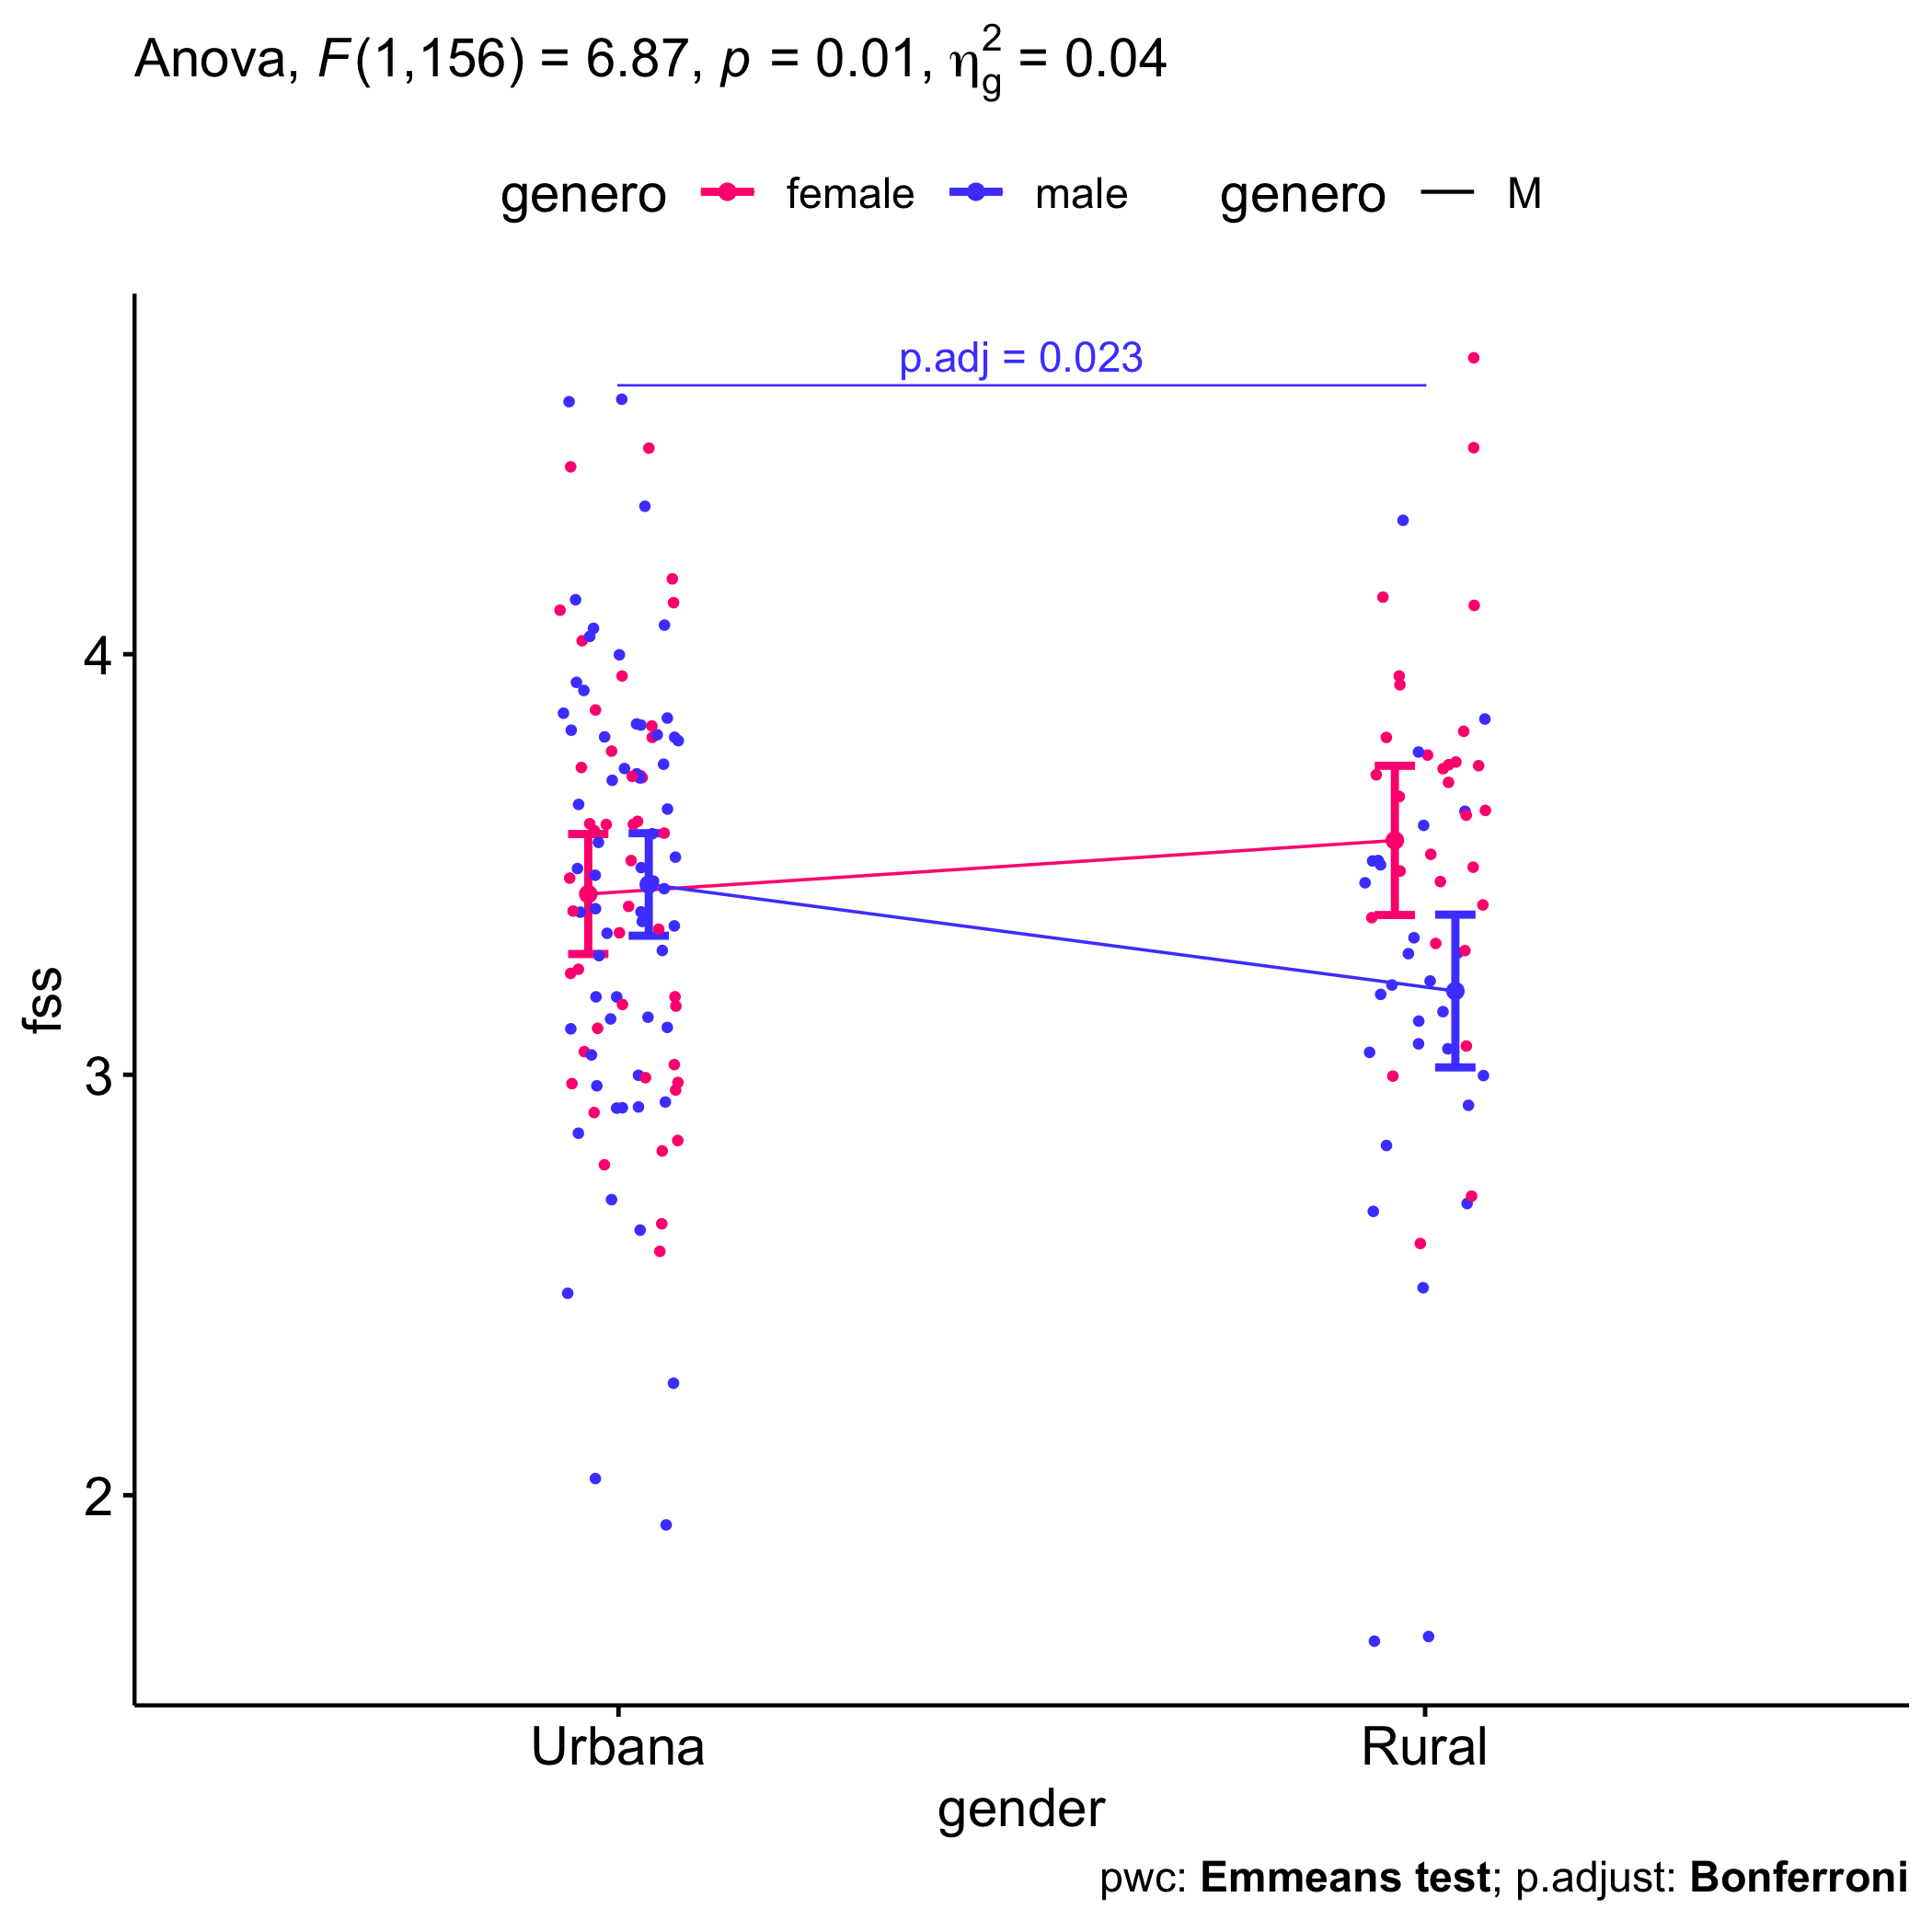 Anova, F(1,156) = 6.87, p = 0.01, η²g = 0.04
genero female male genero M
p.adj = 0.023
4
3
2
fss
Urbana Rural
gender
pwc: Emmeans test; p.adjust: Bonferroni